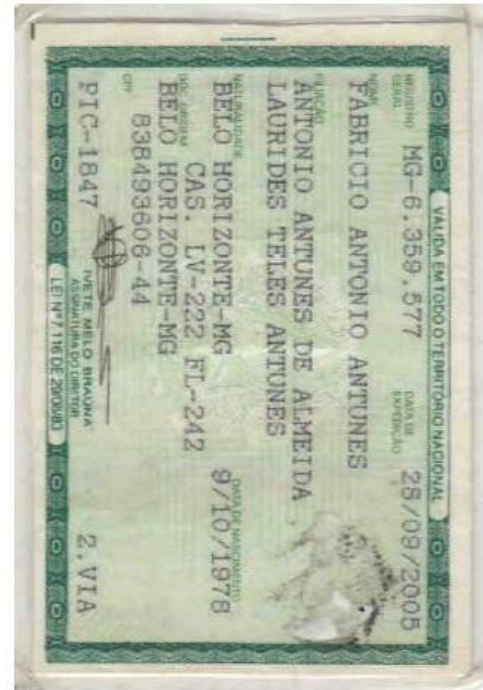 VÁLIDA EM TODO O TERRITÓRIO NACIONAL
REGISTRO GERAL MG-6.359.577 DATA DE EXPEDIÇÃO 28/09/2005
NOME
FABRICIO ANTONIO ANTUNES
FILIAÇÃO
ANTONIO ANTUNES DE ALMEIDA
LAURIDES TELES ANTUNES
NATURALIDADE DATA DE NASCIMENTO
BELO HORIZONTE-MG 9/10/1978
DOC. ORIGEM CAS. LV-222 FL-242
BELO HORIZONTE-MG
CPF 838493606-44
PIC-1847 2.VIA
IVETE MELO BRAUNA
ASSINATURA DO DIRETOR
LEI Nº 7.116 DE 29/08/83